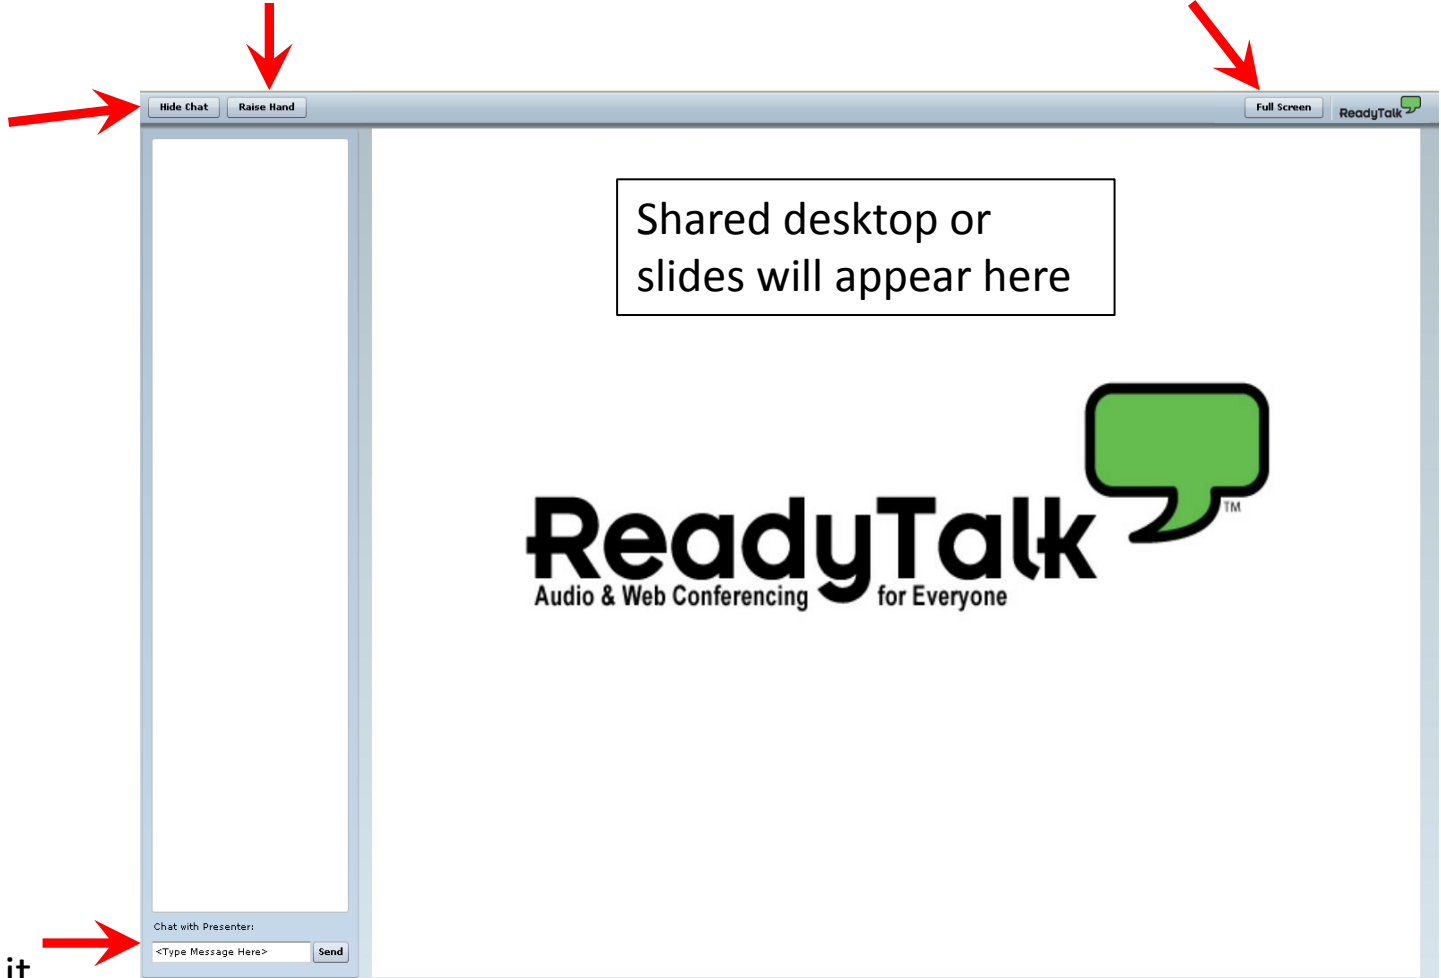 Hide Chat
Raise Hand
Full Screen
ReadyTalk
Shared desktop or
slides will appear here
ReadyTalk
TM
Audio & Web Conferencing for Everyone
Chat with Presenter:
<Type Message Here>
Send
it